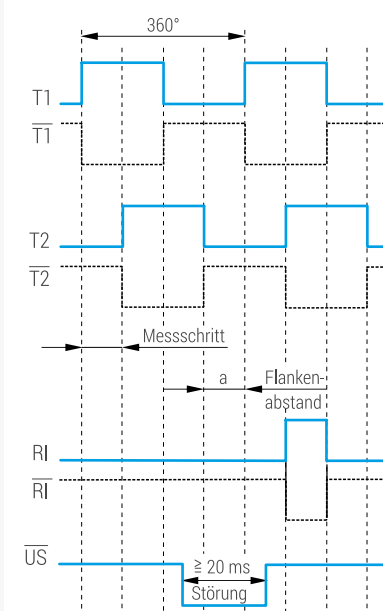 360°
T1
T1
T2
T2
Messschritt
a
Flanken-
abstand
RI
RI
US
≧ 20 ms
Störung